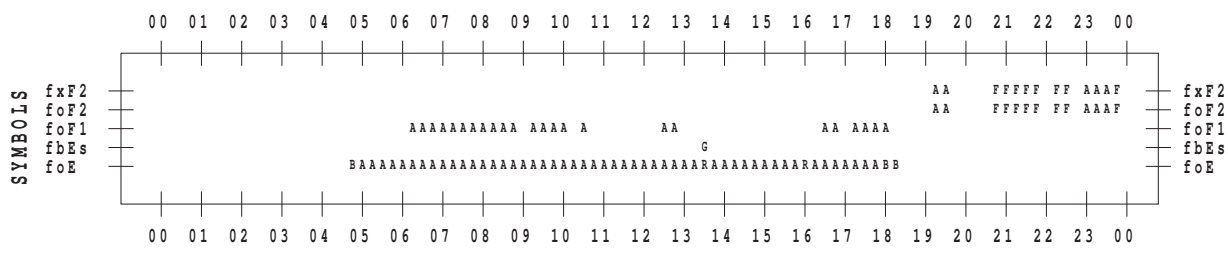 00 01 02 03 04 05 06 07 08 09 10 11 12 13 14 15 16 17 18 19 20 21 22 23 00
SYMBOLS
fxF2 AA FFFFF FF AAAF fxF2
foF2 AA FFFFF FF AAAF foF2
foF1 AAAAAAAAAAA AAAA A AA AA AAAA foF1
fbEs G fbEs
foE BAAAAAAAAAAAAAAAAAAAAAAAAAAAAAAAAAARAAAAAAAAARAAAAAAABB foE
00 01 02 03 04 05 06 07 08 09 10 11 12 13 14 15 16 17 18 19 20 21 22 23 00